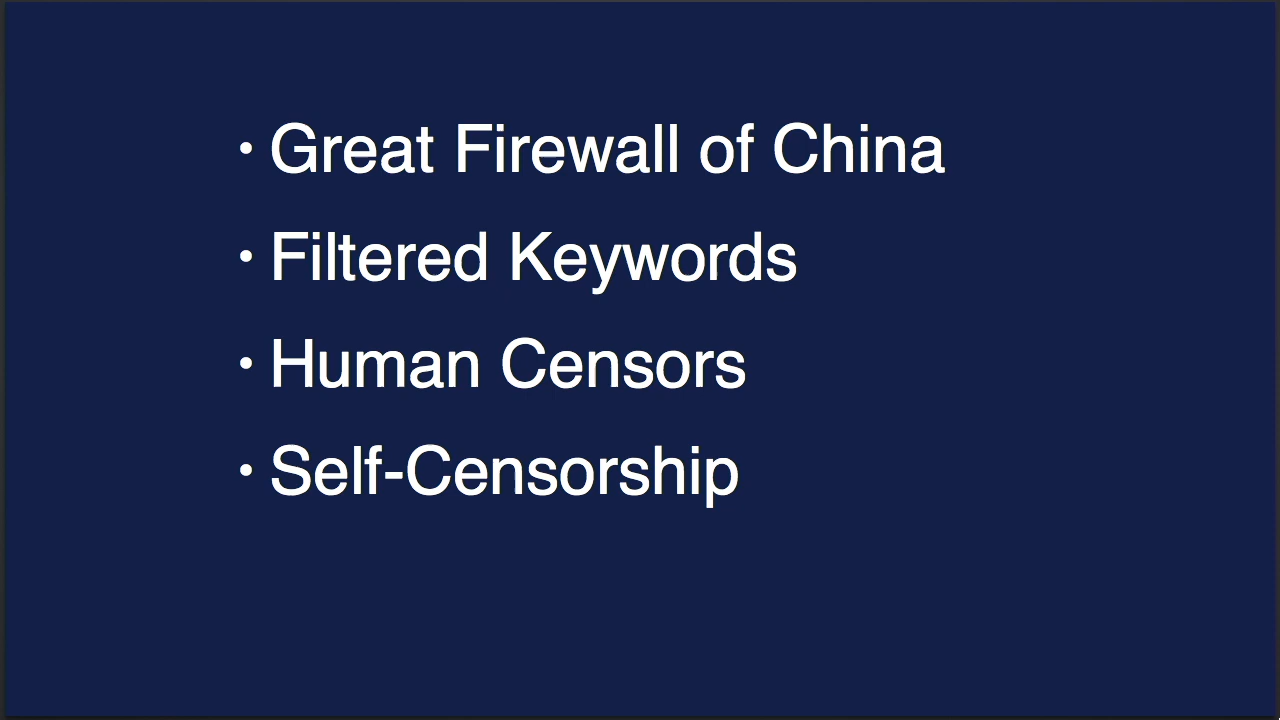 • Great Firewall of China
• Filtered Keywords
• Human Censors
• Self-Censorship